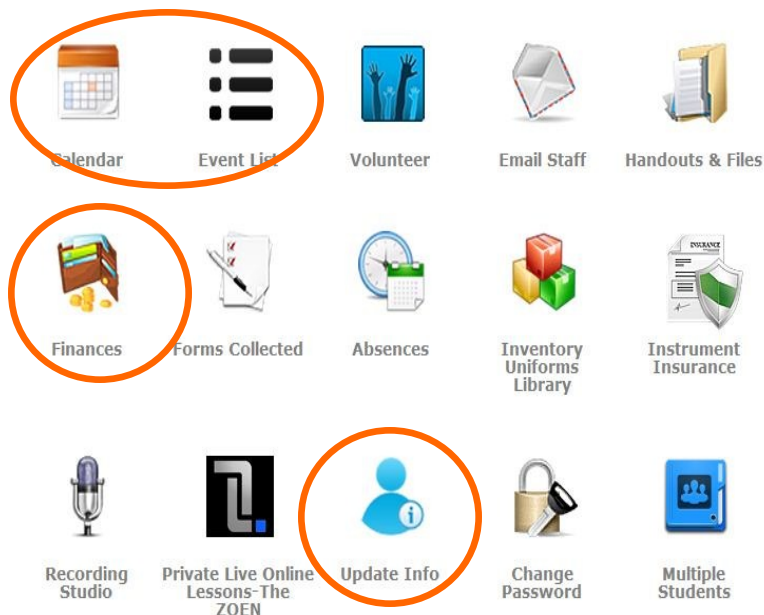 Calendar
Event List
Volunteer
Email Staff
Handouts & Files
INSURANCE
Finances
Forms Collected
Absences
Inventory
Uniforms
Library
Instrument
Insurance
Recording
Studio
Private Live Online
Lessons-The
ZOEN
Update Info
Change
Password
Multiple
Students